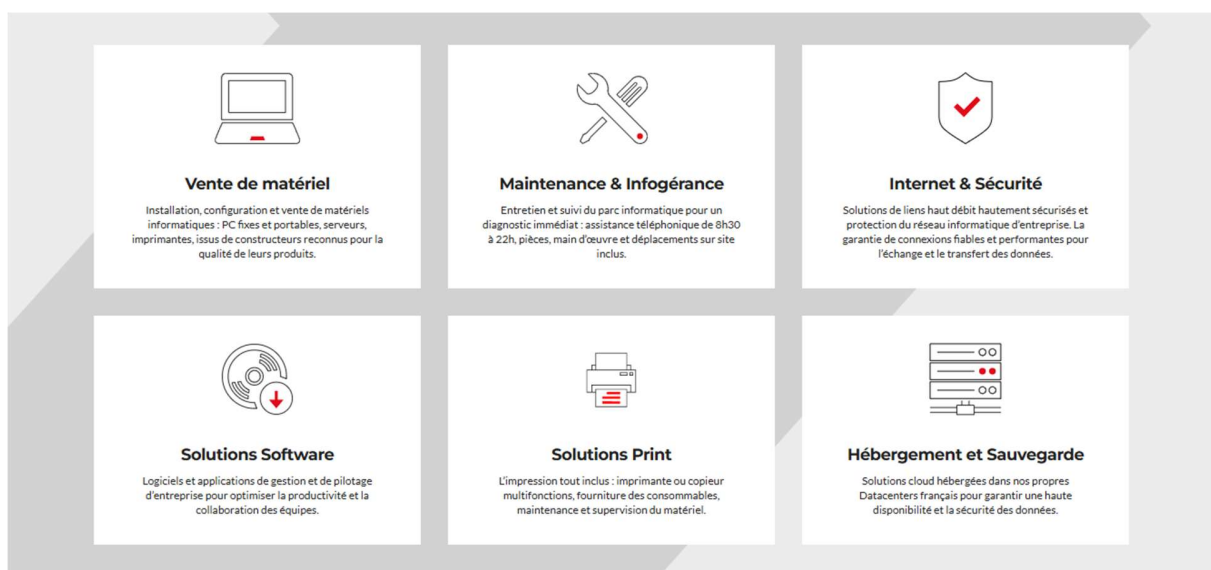 Vente de matériel
Installation, configuration et vente de matériels
informatiques : PC fixes et portables, serveurs,
imprimantes, issus de constructeurs reconnus pour la
qualité de leurs produits.
Maintenance & Infogérance
Entretien et suivi du parc informatique pour un
diagnostic immédiat : assistance téléphonique de 8h30
à 22h, pièces, main d'œuvre et déplacements sur site
inclus.
Internet & Sécurité
Solutions de liens haut débit hautement sécurisés et
protection du réseau informatique d'entreprise. La
garantie de connexions fiables et performantes pour
l'échange et le transfert des données.
Solutions Software
Logiciels et applications de gestion et de pilotage
d'entreprise pour optimiser la productivité et la
collaboration des équipes.
Solutions Print
L'impression tout inclus : imprimante ou copieur
multifonctions, fourniture des consommables,
maintenance et supervision du matériel.
Hébergement et Sauvegarde
Solutions cloud hébergées dans nos propres
Datacenters français pour garantir une haute
disponibilité et la sécurité des données.